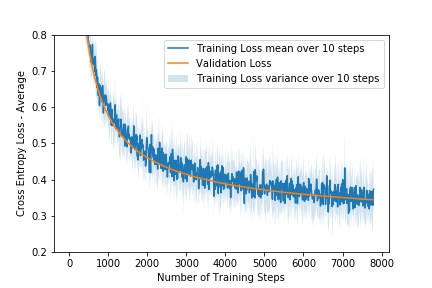 0.8
0.7
0.6
0.5
0.4
0.3
0.2
Cross Entropy Loss - Average
Training Loss mean over 10 steps
Validation Loss
Training Loss variance over 10 steps
0 1000 2000 3000 4000 5000 6000 7000 8000
Number of Training Steps